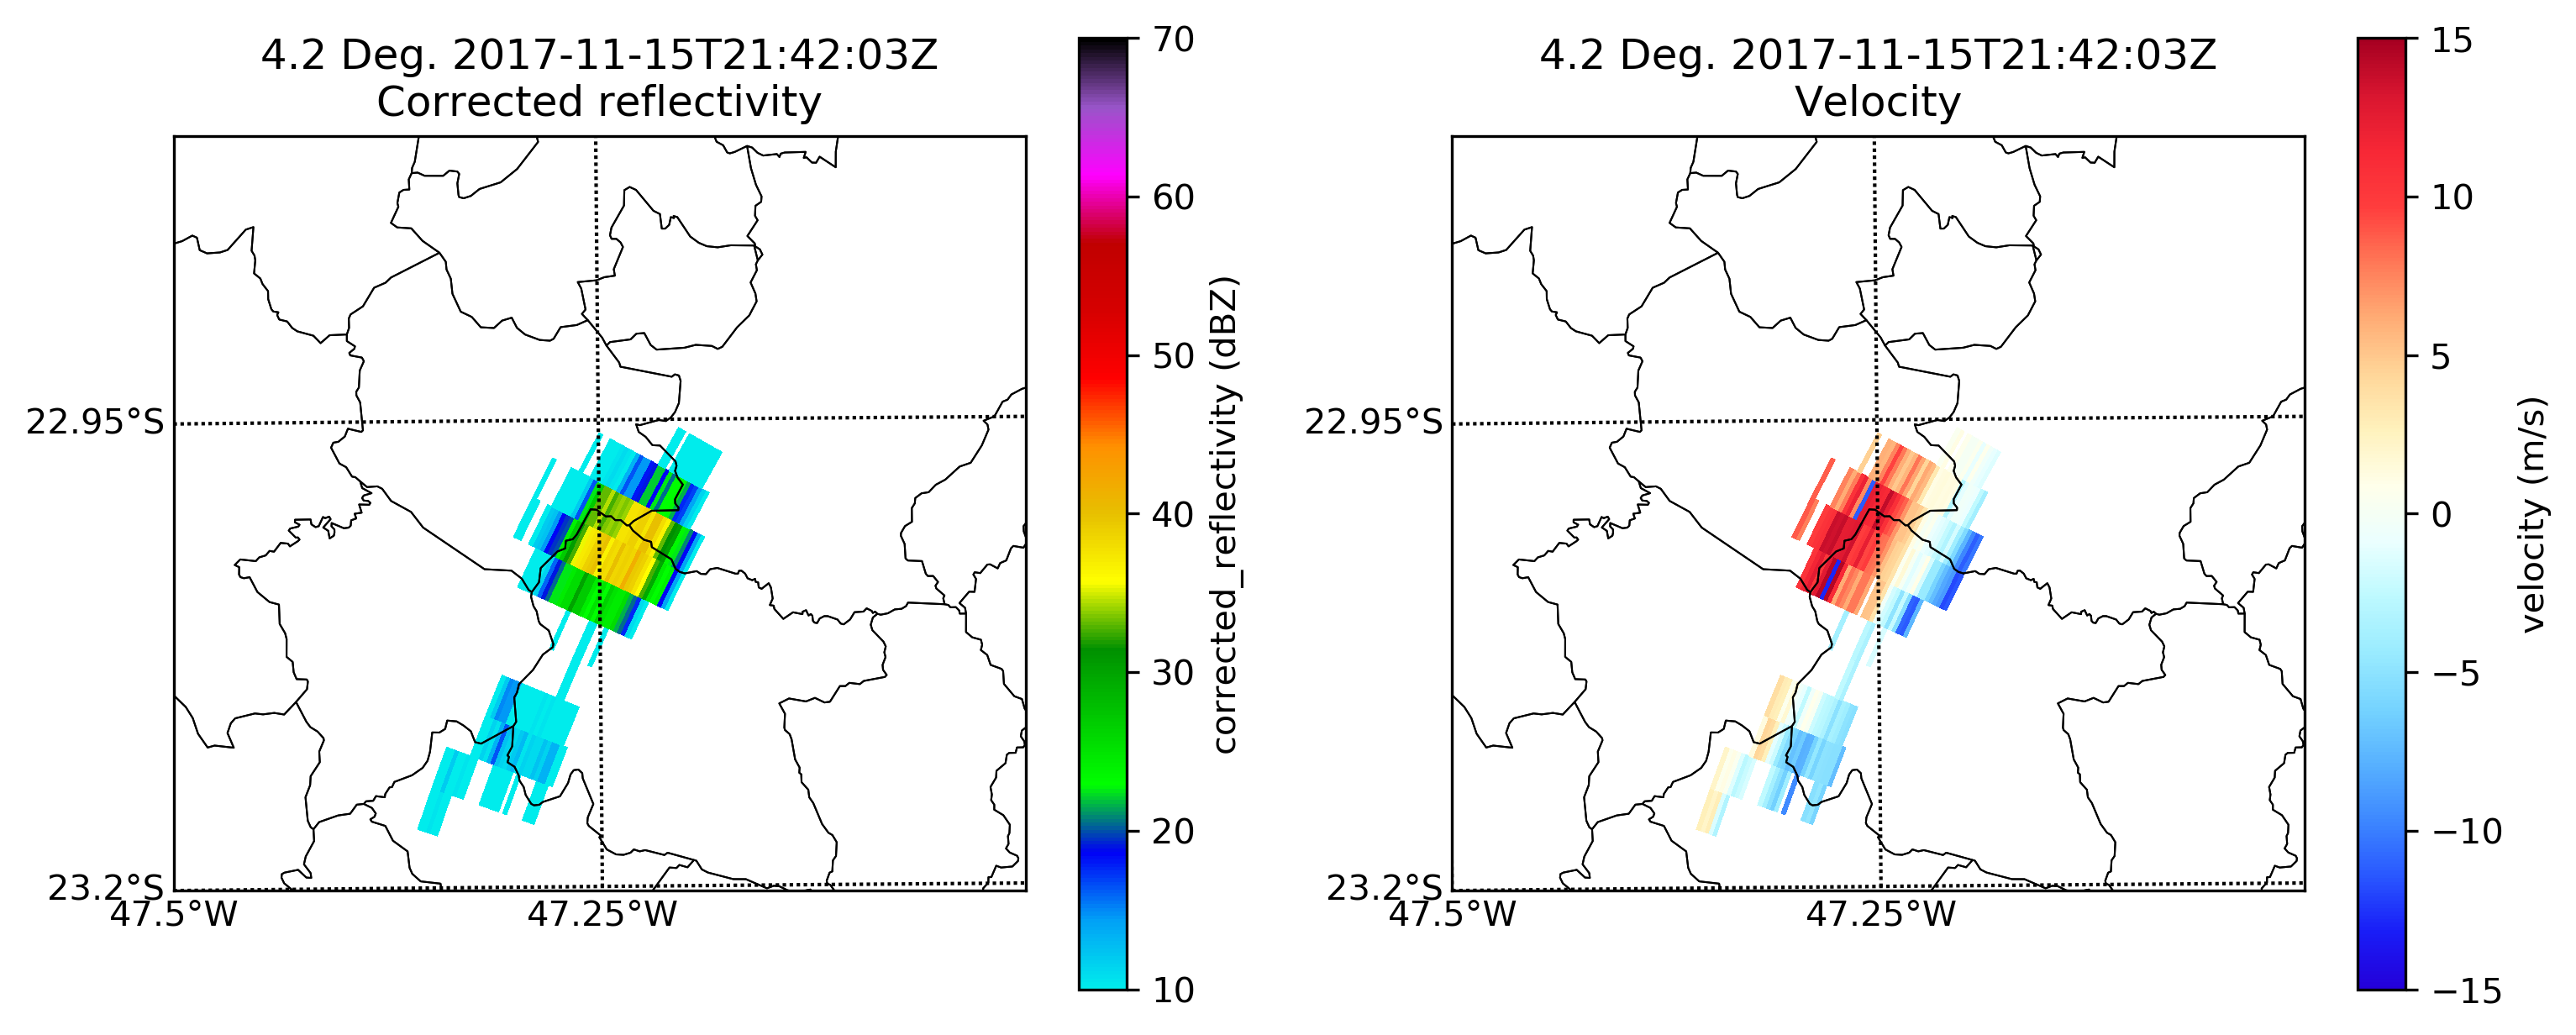 4.2 Deg. 2017-11-15T21:42:03Z
Corrected reflectivity
22.95°S
23.2°S
47.5°W
47.25°W
70
60
50
40
30
20
10
corrected_reflectivity (dBZ)
4.2 Deg. 2017-11-15T21:42:03Z
Velocity
22.95°S
23.2°S
47.5°W
47.25°W
15
10
5
0
−5
−10
−15
velocity (m/s)